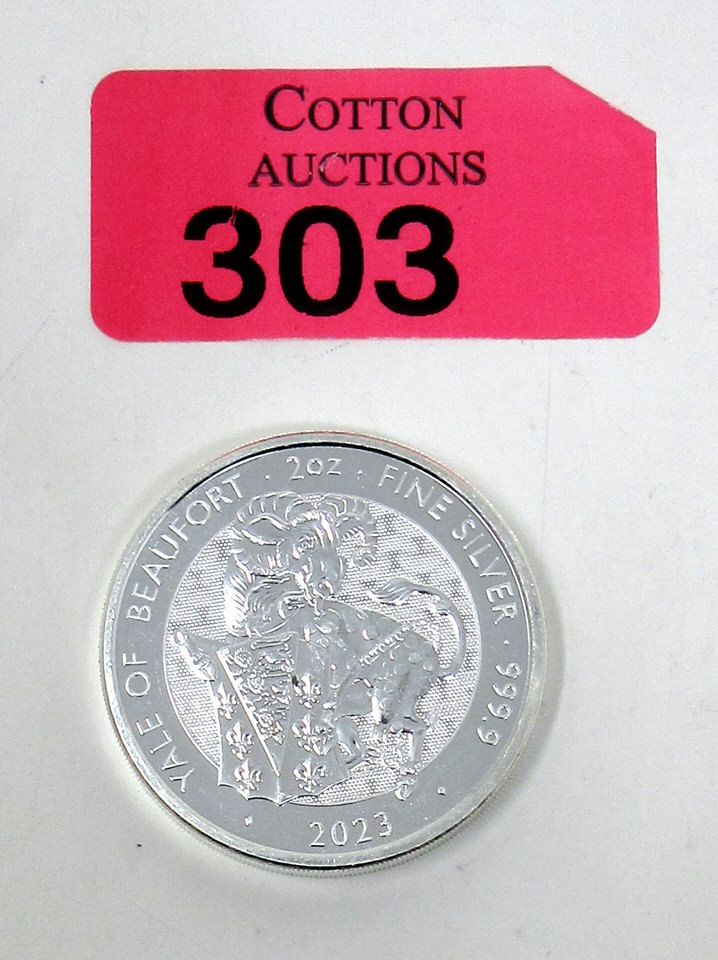 COTTON
AUCTIONS
303
YALE OF BEAUFORT · 2OZ · FINE SILVER · 999.9
2023